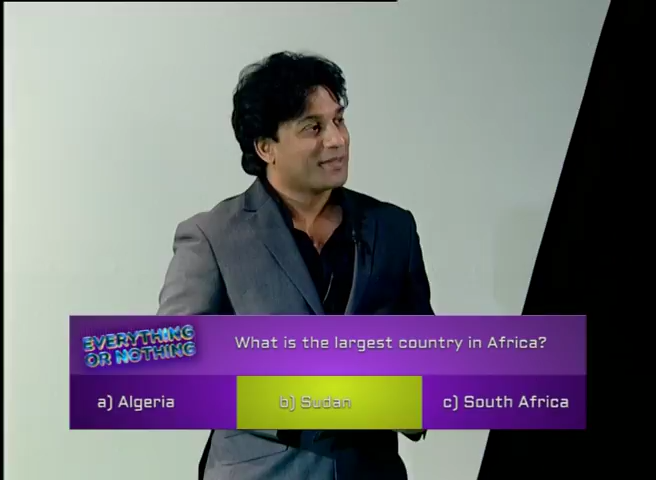 EVERYTHING
OR NOTHING
What is the largest country in Africa?
a) Algeria
b) Sudan
c) South Africa